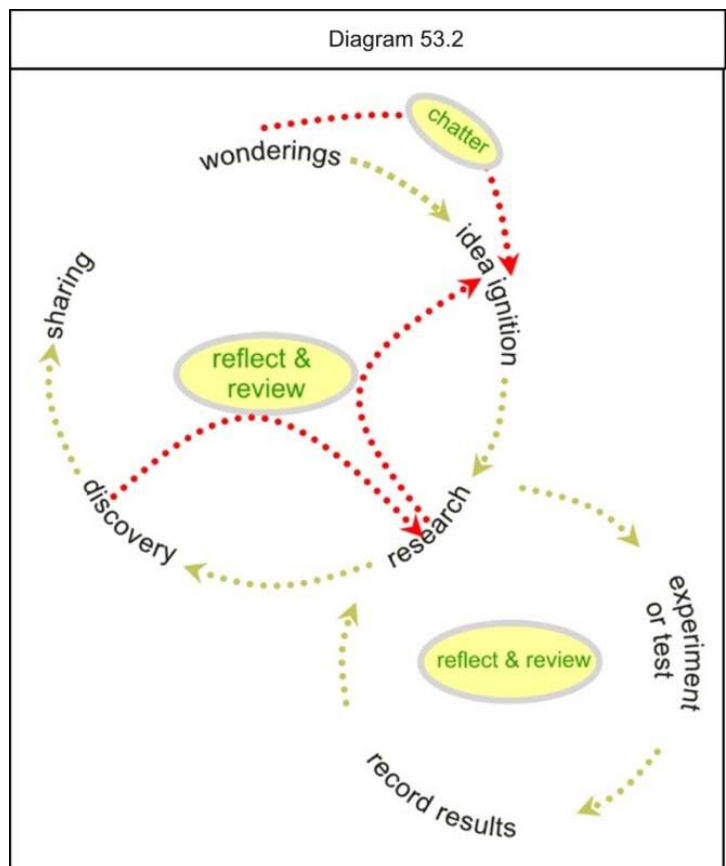 Diagram 53.2
chatter
wonderings
idea ignition
sharing
reflect &
review
discovery
research
experiment
or test
reflect & review
record results